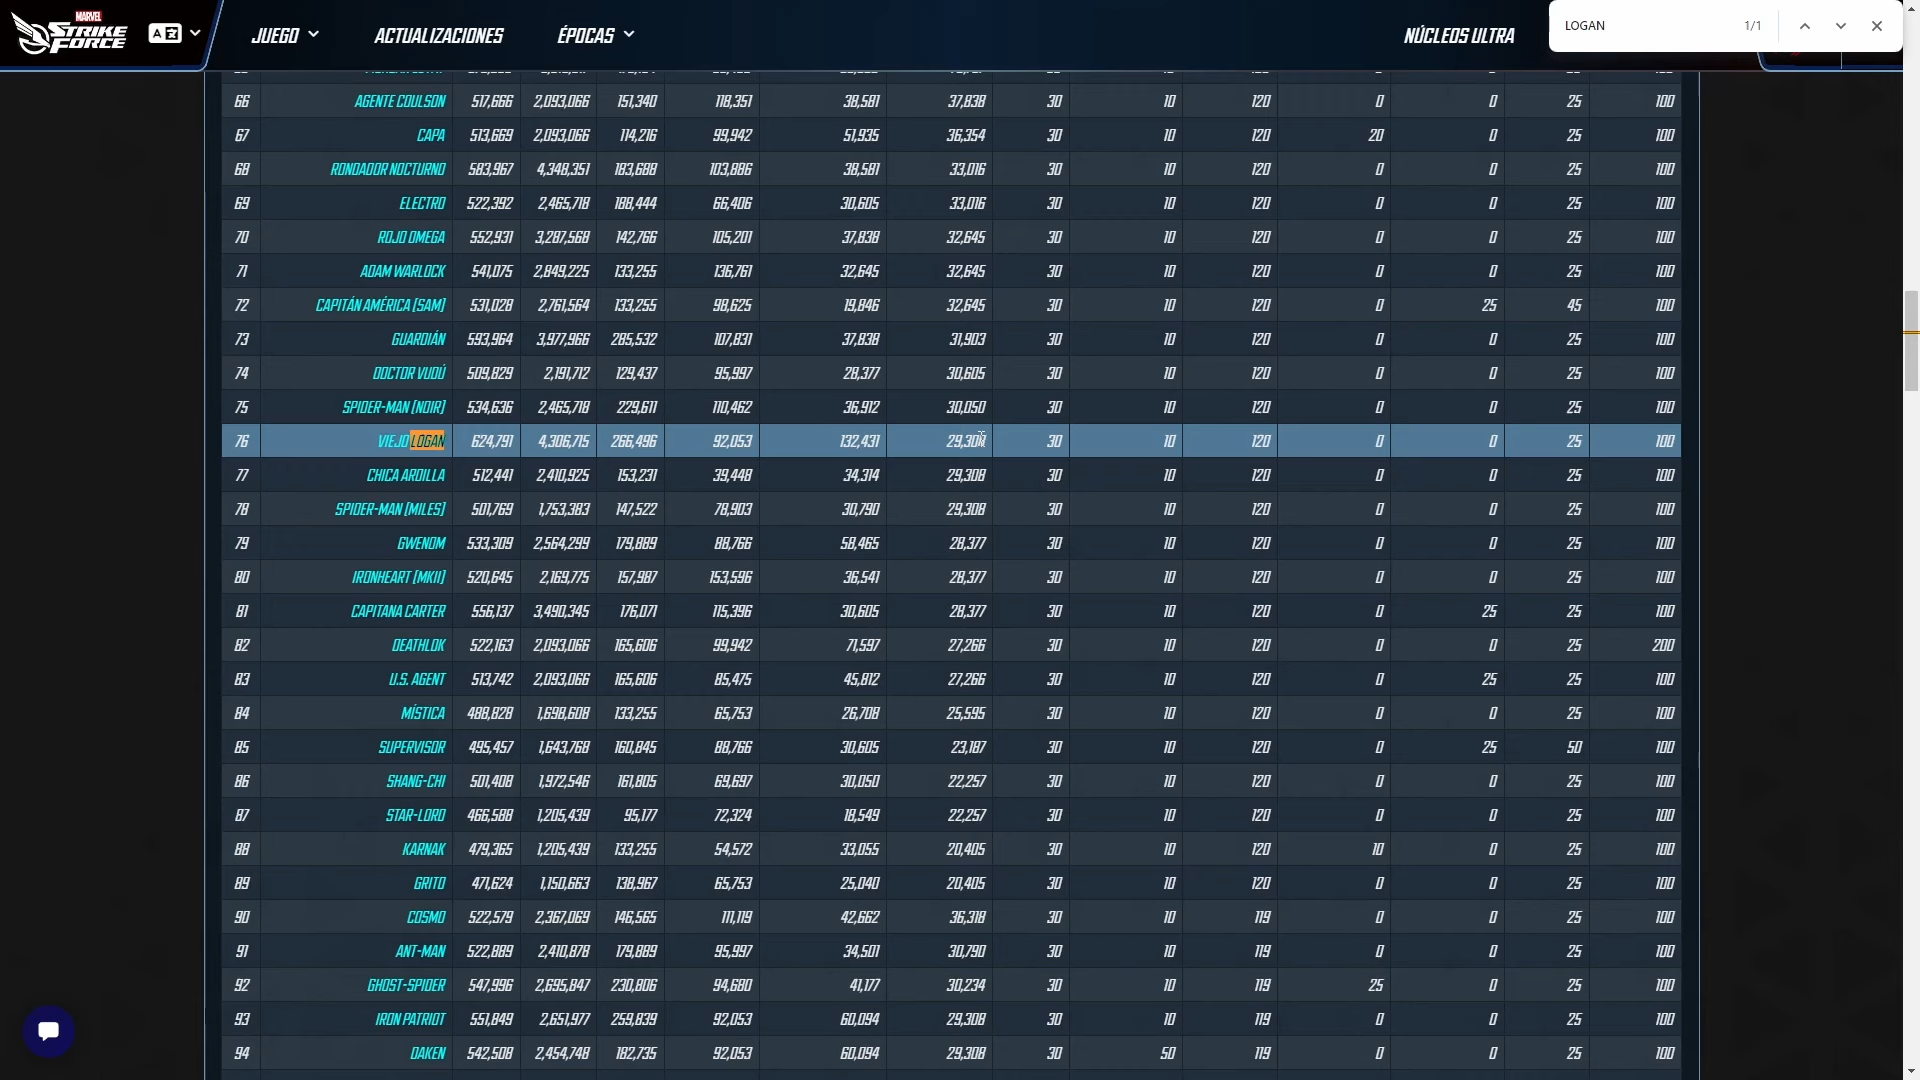 MARVEL
STRIKE
FORCE
JUEGO
ACTUALIZACIONES
ÉPOCAS
NÚCLEOS ULTRA
LOGAN 1/1
66 AGENTE COULSON 517,666 2,093,066 151,340 118,351 38,581 37,838 30 10 120 0 0 25 100
67 CAPA 513,669 2,093,066 114,216 99,942 51,935 36,354 30 10 120 20 0 25 100
68 RONDADOR NOCTURNO 583,967 4,348,351 183,688 103,886 38,581 33,016 30 10 120 0 0 25 100
69 ELECTRO 522,392 2,465,718 188,444 66,406 30,605 33,016 30 10 120 0 0 25 100
70 ROJO OMEGA 552,931 3,287,568 142,766 105,201 37,838 32,645 30 10 120 0 0 25 100
71 ADAM WARLOCK 541,075 2,849,225 133,255 136,761 32,645 32,645 30 10 120 0 0 25 100
72 CAPITÁN AMÉRICA (SAM) 531,028 2,761,564 133,255 98,625 19,846 32,645 30 10 120 0 25 45 100
73 GUARDIÁN 593,964 3,977,966 285,532 107,831 37,838 31,903 30 10 120 0 0 25 100
74 DOCTOR VUDÚ 509,829 2,191,712 129,437 95,997 28,377 30,605 30 10 120 0 0 25 100
75 SPIDER-MAN (NOIR) 534,636 2,465,718 229,611 110,462 36,912 30,050 30 10 120 0 0 25 100
76 VIEJO LOGAN 624,791 4,306,715 266,496 92,053 132,431 29,308 30 10 120 0 0 25 100
77 CHICA ARDILLA 512,441 2,410,925 153,231 39,448 34,314 29,308 30 10 120 0 0 25 100
78 SPIDER-MAN (MILES) 501,769 1,753,383 147,522 78,903 30,790 29,308 30 10 120 0 0 25 100
79 GWENOM 533,309 2,564,299 179,889 88,766 58,465 28,377 30 10 120 0 0 25 100
80 IRONHEART (MKII) 520,645 2,169,775 157,987 153,596 36,541 28,377 30 10 120 0 0 25 100
81 CAPITANA CARTER 556,137 3,490,345 176,071 115,396 30,605 28,377 30 10 120 0 25 25 100
82 DEATHLOK 522,163 2,093,066 165,606 99,942 71,597 27,266 30 10 120 0 0 25 200
83 U.S. AGENT 513,742 2,093,066 165,606 85,475 45,812 27,266 30 10 120 0 25 25 100
84 MÍSTICA 488,828 1,698,608 133,255 65,753 26,708 25,595 30 10 120 0 0 25 100
85 SUPERVISOR 495,457 1,643,768 160,845 88,766 30,605 23,187 30 10 120 0 25 50 100
86 SHANG-CHI 501,408 1,972,546 161,805 69,697 30,050 22,257 30 10 120 0 0 25 100
87 STAR-LORD 466,588 1,205,439 95,177 72,324 18,549 22,257 30 10 120 0 0 25 100
88 KARNAK 479,365 1,205,439 133,255 54,572 33,055 20,405 30 10 120 10 0 25 100
89 GRITO 471,624 1,150,663 138,967 65,753 25,040 20,405 30 10 120 0 0 25 100
90 COSMO 522,579 2,367,069 146,565 111,119 42,662 36,318 30 10 119 0 0 25 100
91 ANT-MAN 522,889 2,410,878 179,889 95,997 34,501 30,790 30 10 119 0 0 25 100
92 GHOST-SPIDER 547,996 2,695,847 230,806 94,680 41,177 30,234 30 10 119 25 0 25 100
93 IRON PATRIOT 551,849 2,651,977 259,839 92,053 60,094 29,308 30 10 119 0 0 25 100
94 DAKEN 542,508 2,454,748 182,735 92,053 60,094 29,308 30 50 119 0 0 25 100